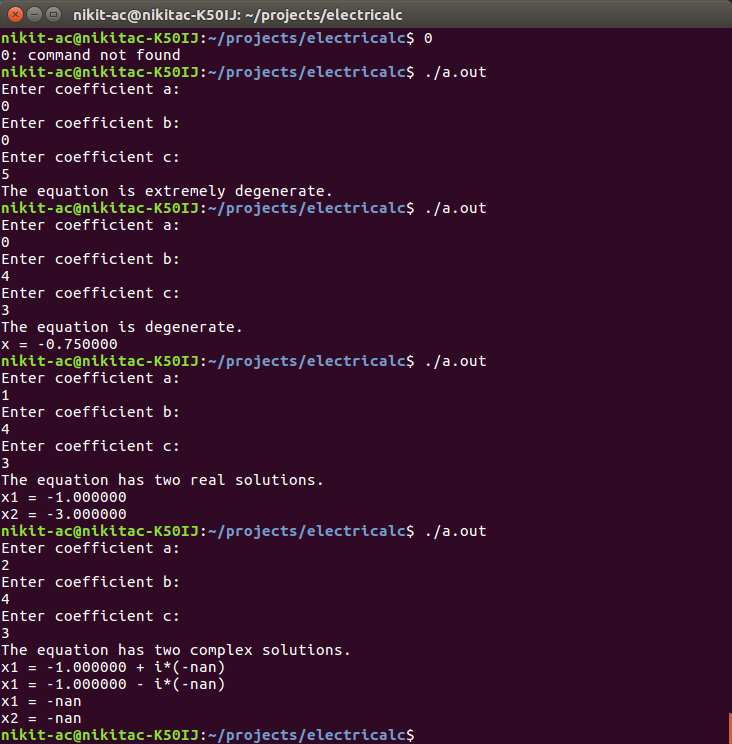 nikit-ac@nikitac-K50IJ: ~/projects/electricalc
nikit-ac@nikitac-K50IJ:~/projects/electricalc$ 0
0: command not found
nikit-ac@nikitac-K50IJ:~/projects/electricalc$ ./a.out
Enter coefficient a:
0
Enter coefficient b:
0
Enter coefficient c:
5
The equation is extremely degenerate.
nikit-ac@nikitac-K50IJ:~/projects/electricalc$ ./a.out
Enter coefficient a:
0
Enter coefficient b:
4
Enter coefficient c:
3
The equation is degenerate.
x = -0.750000
nikit-ac@nikitac-K50IJ:~/projects/electricalc$ ./a.out
Enter coefficient a:
1
Enter coefficient b:
4
Enter coefficient c:
3
The equation has two real solutions.
x1 = -1.000000
x2 = -3.000000
nikit-ac@nikitac-K50IJ:~/projects/electricalc$ ./a.out
Enter coefficient a:
2
Enter coefficient b:
4
Enter coefficient c:
3
The equation has two complex solutions.
x1 = -1.000000 + i*(-nan)
x1 = -1.000000 - i*(-nan)
x1 = -nan
x2 = -nan
nikit-ac@nikitac-K50IJ:~/projects/electricalc$